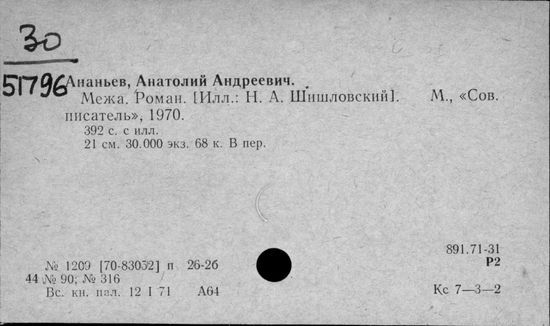 30
51796
Ананьев, Анатолий Андреевич.
Межа. Роман. [Илл.: Н. А. Шишловский]. М., «Сов.
писатель», 1970.
392 с. с илл.
21 см. 30.000 экз. 68 к. В пер.
891.71-31
Р2
№ 1209 [70-83052] п 26-26
44 № 90; № 316
Вс. кн. пал. 12 I 71 А64
Кс 7—3—2